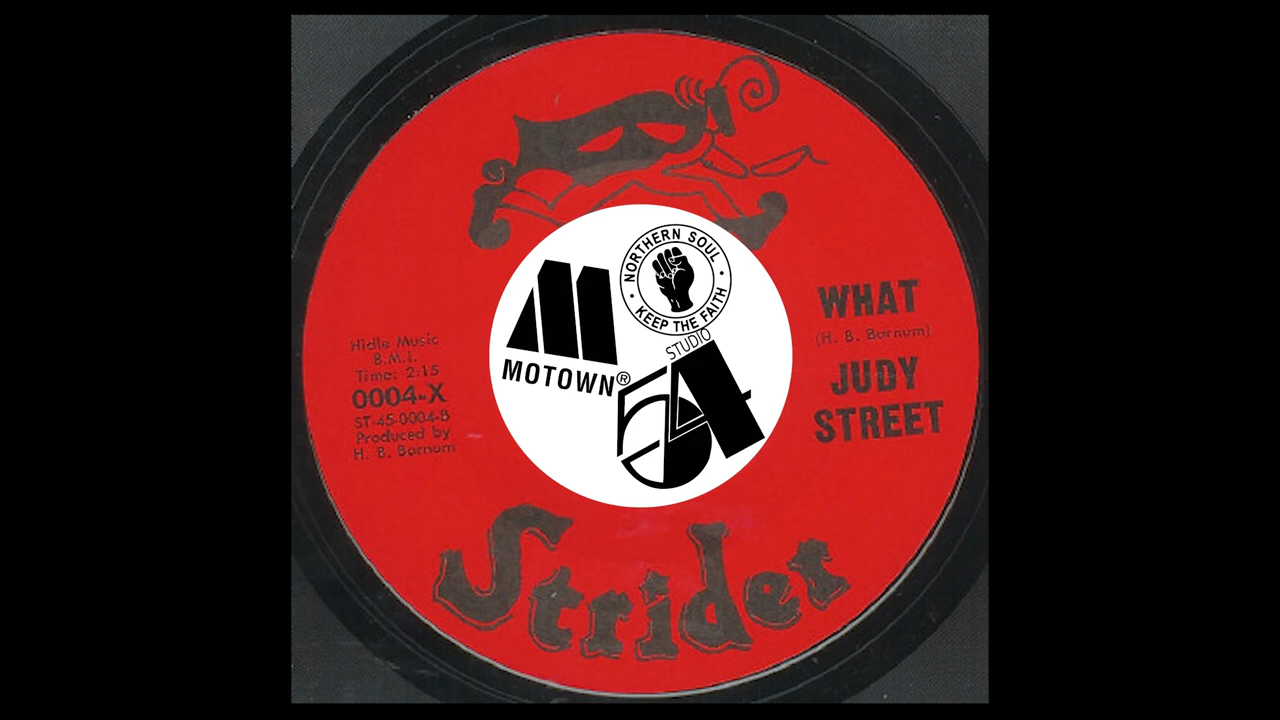 NORTHERN SOUL
KEEP THE FAITH
MOTOWN®
STUDIO
54
Hidle Music
B.M.I.
Time: 2:15
0004-X
ST-45-0004-B
Produced by
H. B. Barnum
WHAT
(H. B. Barnum)
JUDY
STREET
Strider